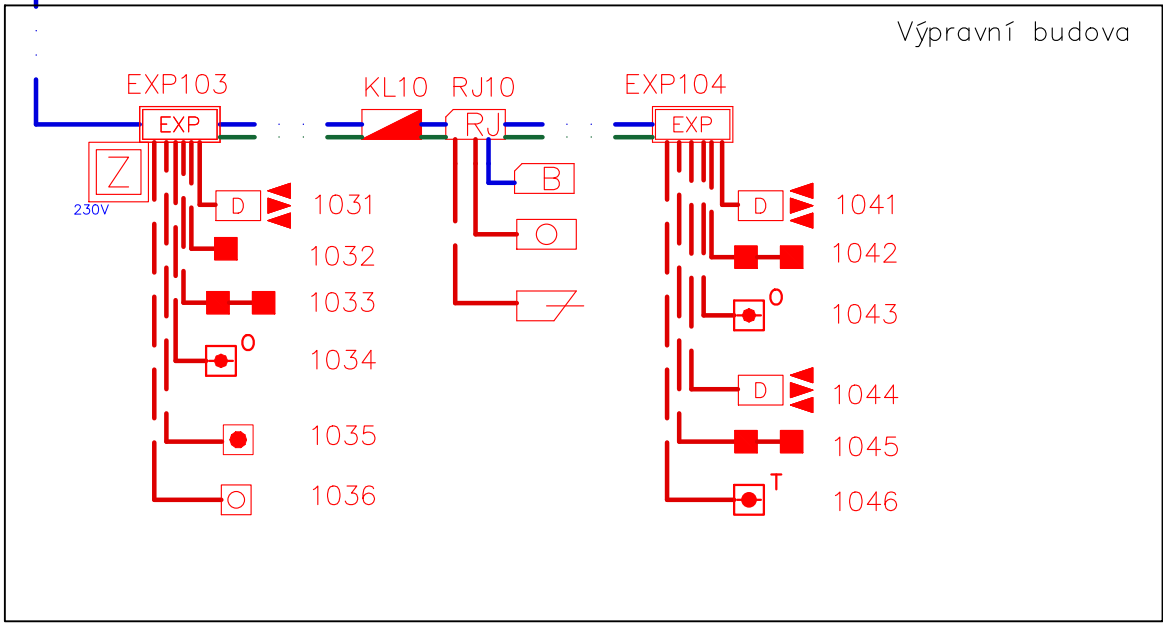 Výpravní budova
EXP103
KL10
RJ10
EXP104
EXP
RJ
EXP
Z
230V
B
D
1031
1032
1033
O
1034
1035
1036
D
1041
1042
O
1043
D
1044
1045
T
1046